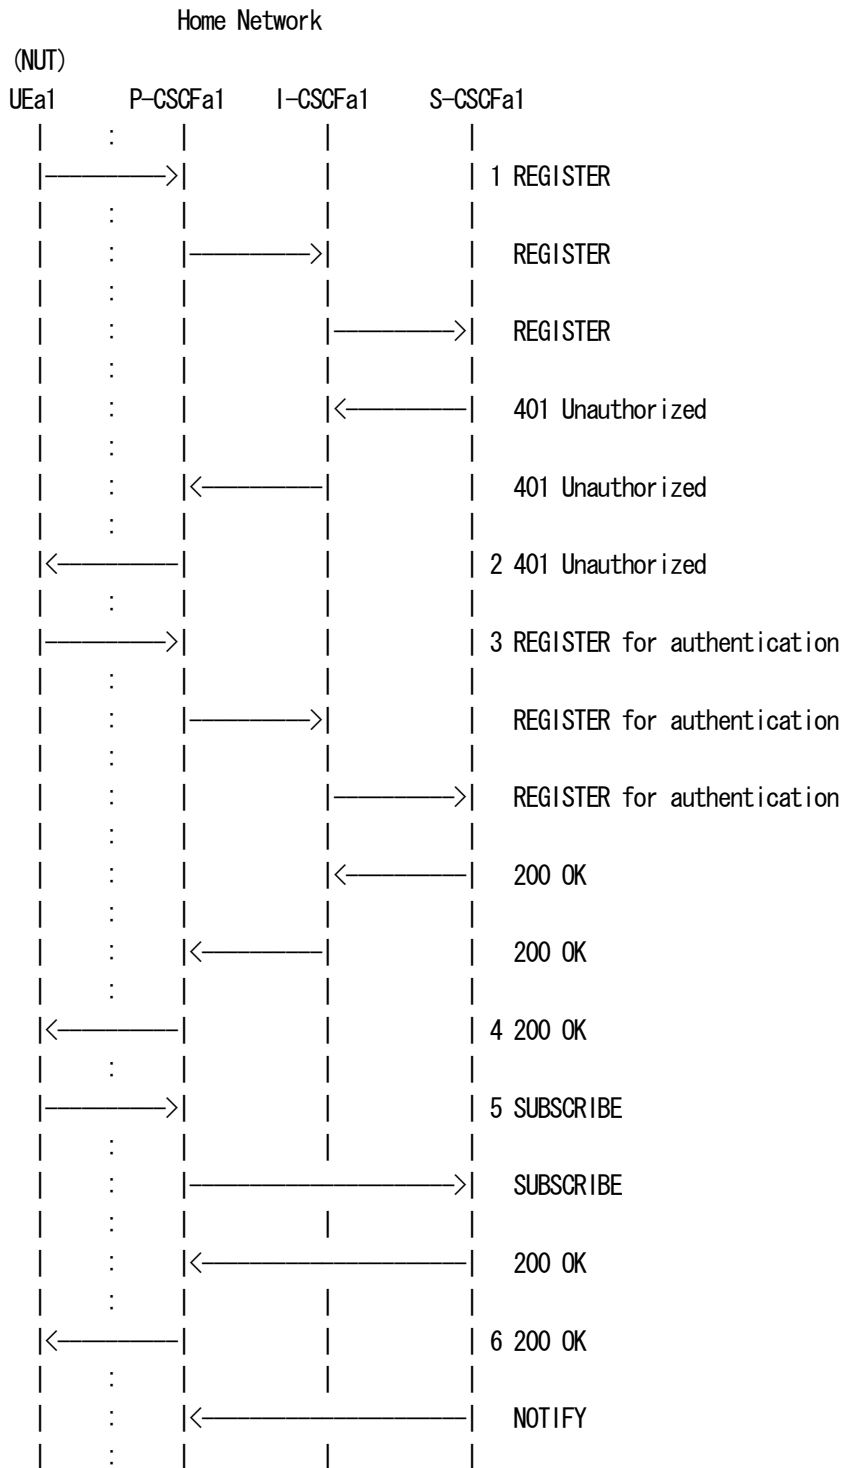 Home Network
(NUT)
UEa1 P-CSCFa1 I-CSCFa1 S-CSCFa1
| : | | |
|---------->| | | 1 REGISTER
| : | | |
| : |---------->| | REGISTER
| : | | |
| : | |---------->| REGISTER
| : | | |
| : | |<----------| 401 Unauthorized
| : | | |
| : |<----------| | 401 Unauthorized
| : | | |
|<----------| | | 2 401 Unauthorized
| : | | |
|---------->| | | 3 REGISTER for authentication
| : | | |
| : |---------->| | REGISTER for authentication
| : | | |
| : | |---------->| REGISTER for authentication
| : | | |
| : | |<----------| 200 OK
| : | | |
| : |<----------| | 200 OK
| : | | |
|<----------| | | 4 200 OK
| : | | |
|---------->| | | 5 SUBSCRIBE
| : | | |
| : |---------------------->| SUBSCRIBE
| : | | |
| : |<----------------------| 200 OK
| : | | |
|<----------| | | 6 200 OK
| : | | |
| : |<----------------------| NOTIFY
| : | | |